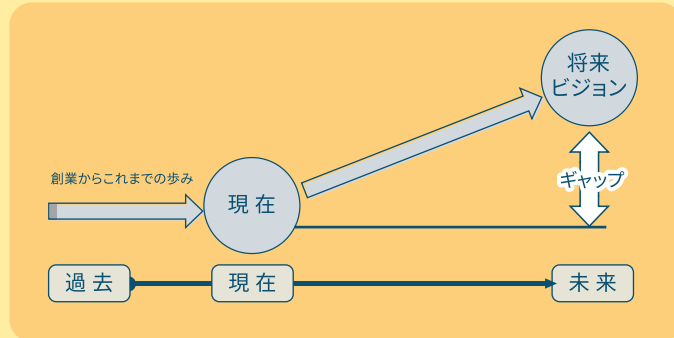 将来
ビジョン
創業からこれまでの歩み
現在
ギャップ
過去
現在
未来